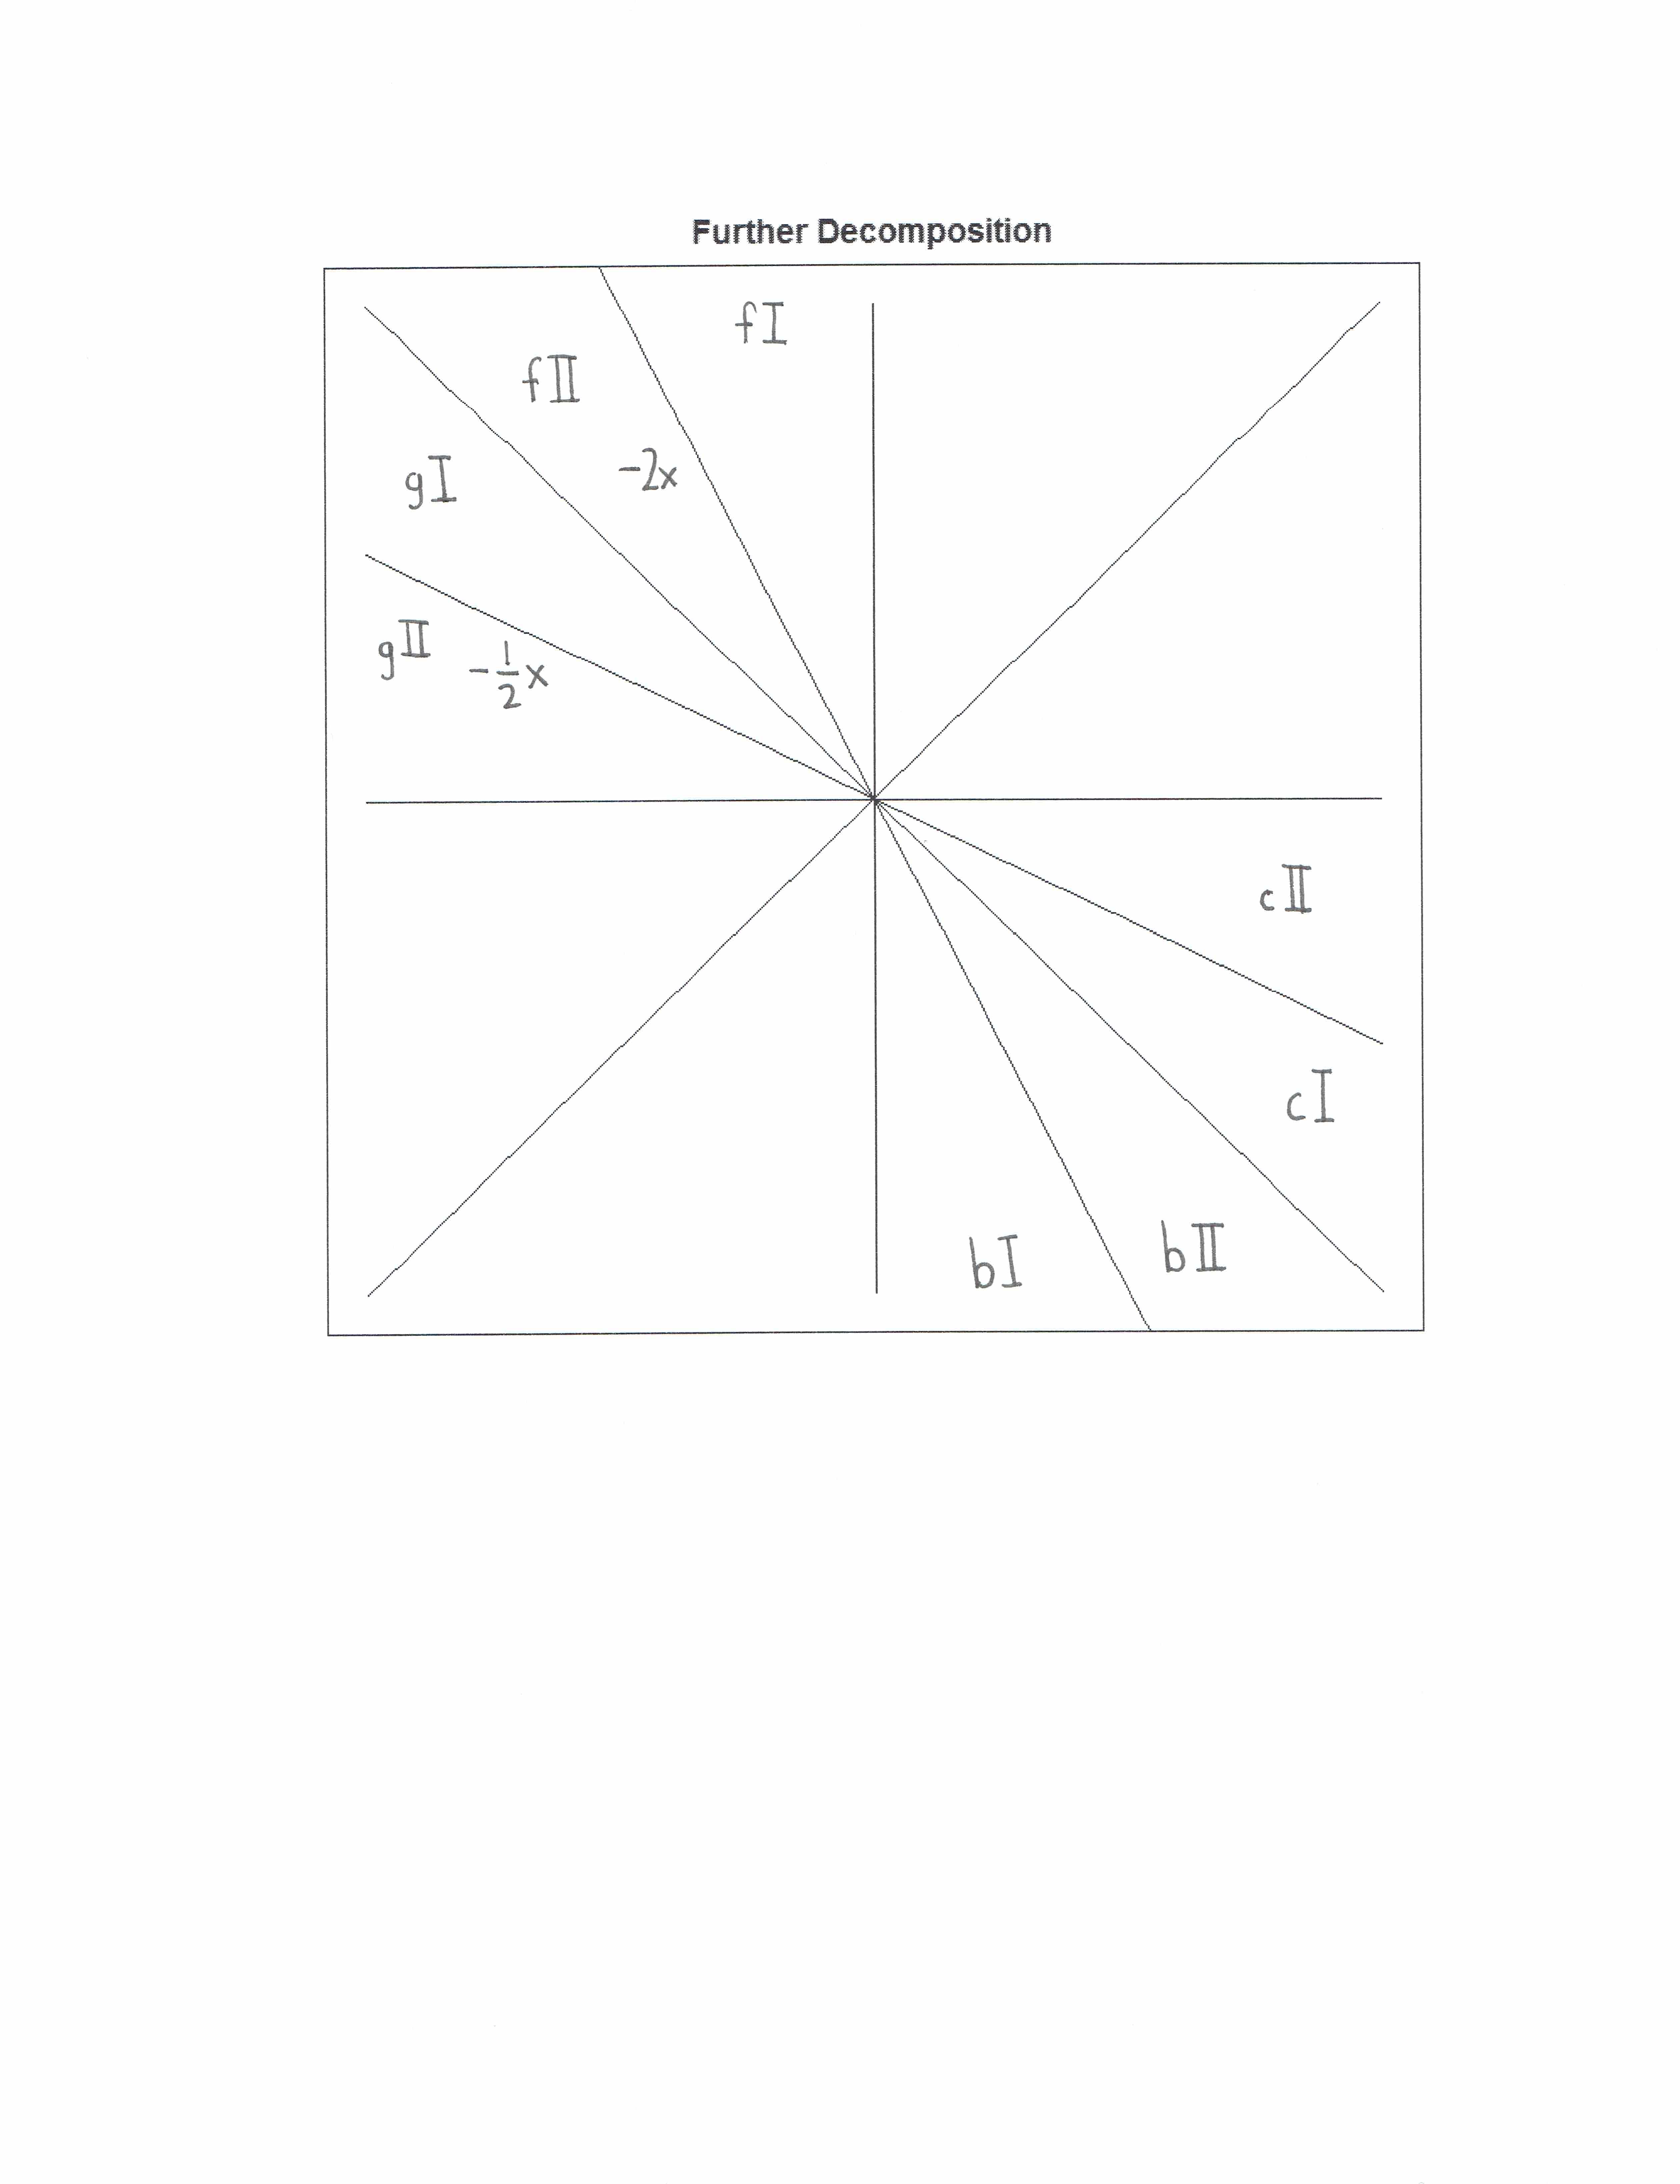 Further Decomposition
fI
fII
-2x
gI
gII
-1/2x
cII
cI
bII
bI